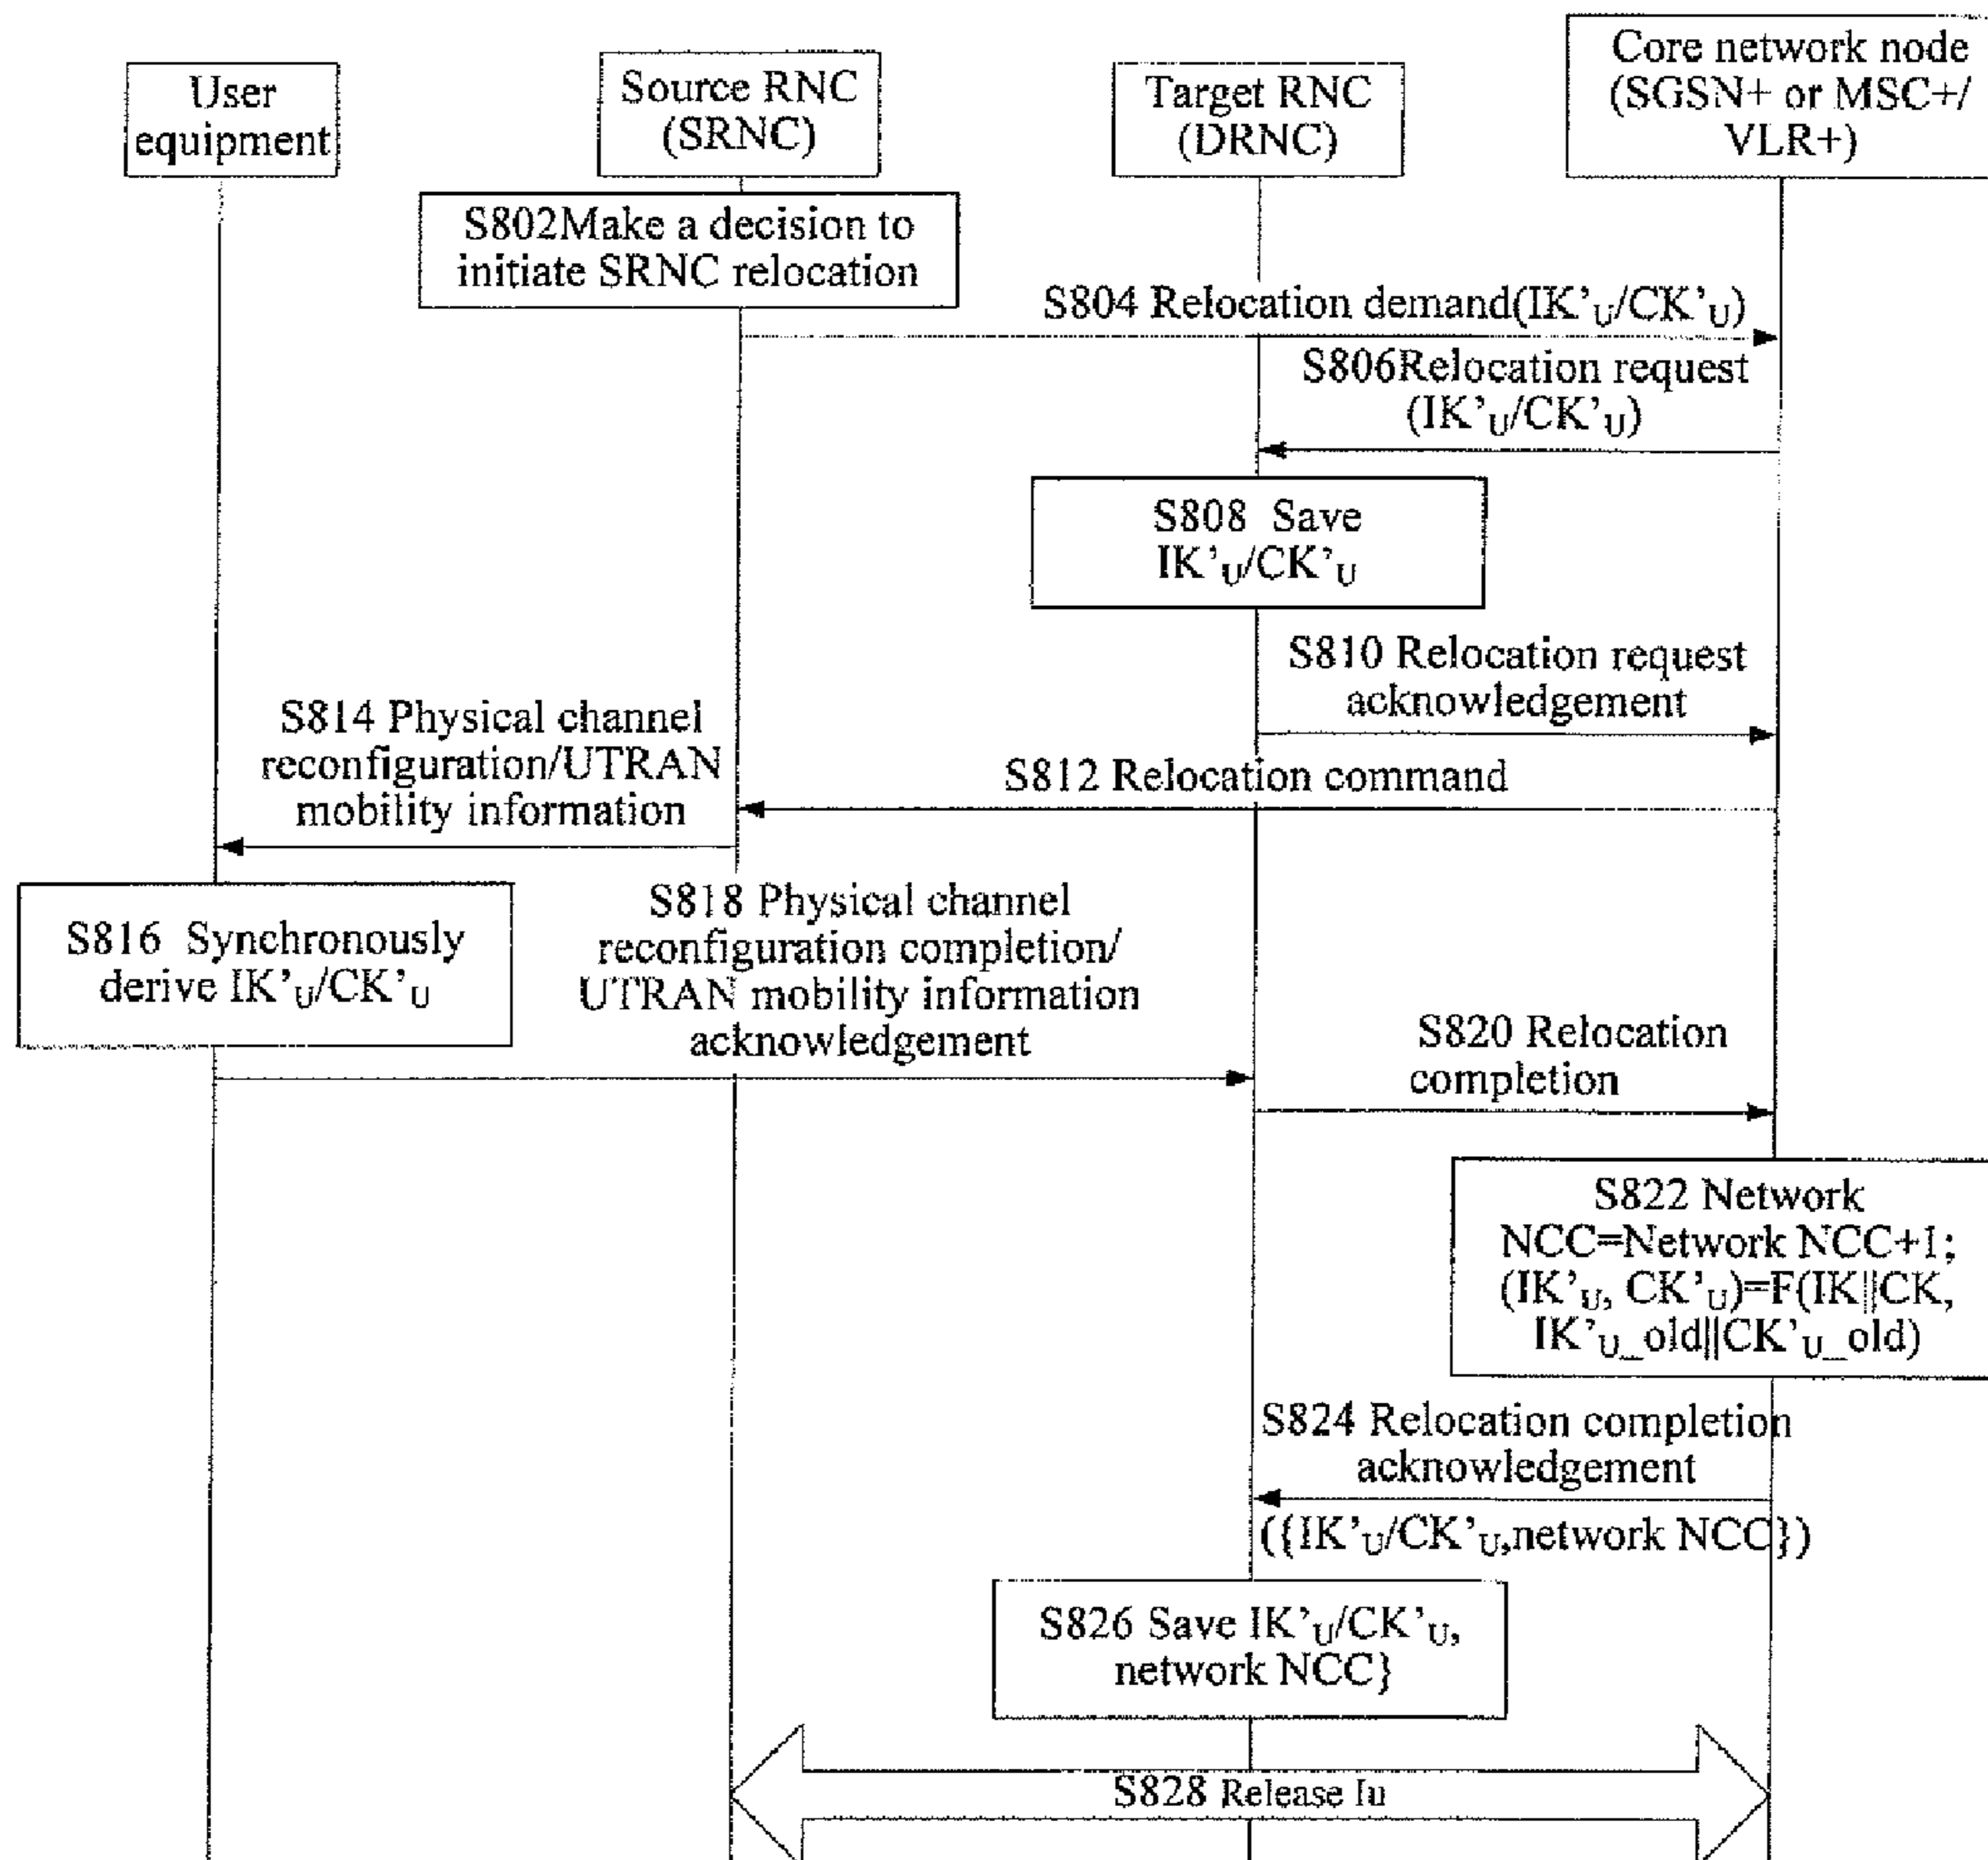 User
equipment
Source RNC
(SRNC)
Target RNC
(DRNC)
Core network node
(SGSN+ or MSC+/
VLR+)
S802Make a decision to
initiate SRNC relocation
S804 Relocation demand(IK’U/CK’U)
S806Relocation request
(IK’U/CK’U)
S808 Save
IK’U/CK’U
S810 Relocation request
acknowledgement
S812 Relocation command
S814 Physical channel
reconfiguration/UTRAN
mobility information
S816 Synchronously
derive IK’U/CK’U
S818 Physical channel
reconfiguration completion/
UTRAN mobility information
acknowledgement
S820 Relocation
completion
S822 Network
NCC=Network NCC+1;
(IK’U, CK’U)=F(IK||CK,
IK’U_old||CK’U_old)
S824 Relocation completion
acknowledgement
({IK’U/CK’U,network NCC})
S826 Save IK’U/CK’U,
network NCC}
S828 Release Iu